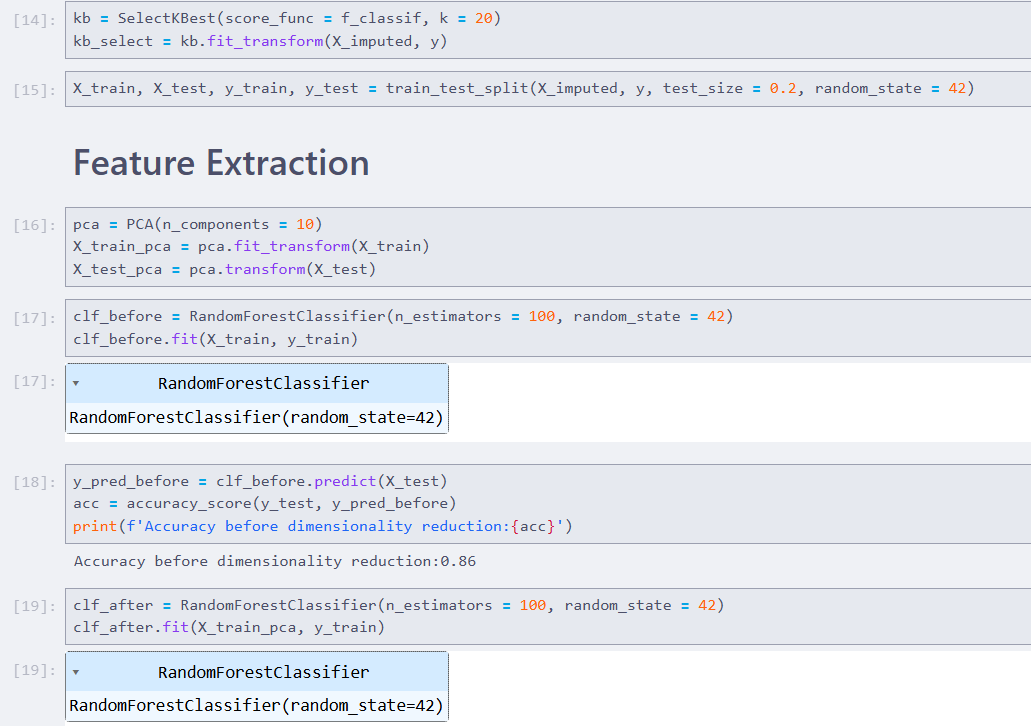 [14]: kb = SelectKBest(score_func = f_classif, k = 20)
kb_select = kb.fit_transform(X_imputed, y)
[15]: X_train, X_test, y_train, y_test = train_test_split(X_imputed, y, test_size = 0.2, random_state = 42)
Feature Extraction
[16]: pca = PCA(n_components = 10)
X_train_pca = pca.fit_transform(X_train)
X_test_pca = pca.transform(X_test)
[17]: clf_before = RandomForestClassifier(n_estimators = 100, random_state = 42)
clf_before.fit(X_train, y_train)
[17]: ▾ RandomForestClassifier
RandomForestClassifier(random_state=42)
[18]: y_pred_before = clf_before.predict(X_test)
acc = accuracy_score(y_test, y_pred_before)
print(f'Accuracy before dimensionality reduction:{acc}')
Accuracy before dimensionality reduction:0.86
[19]: clf_after = RandomForestClassifier(n_estimators = 100, random_state = 42)
clf_after.fit(X_train_pca, y_train)
[19]: ▾ RandomForestClassifier
RandomForestClassifier(random_state=42)